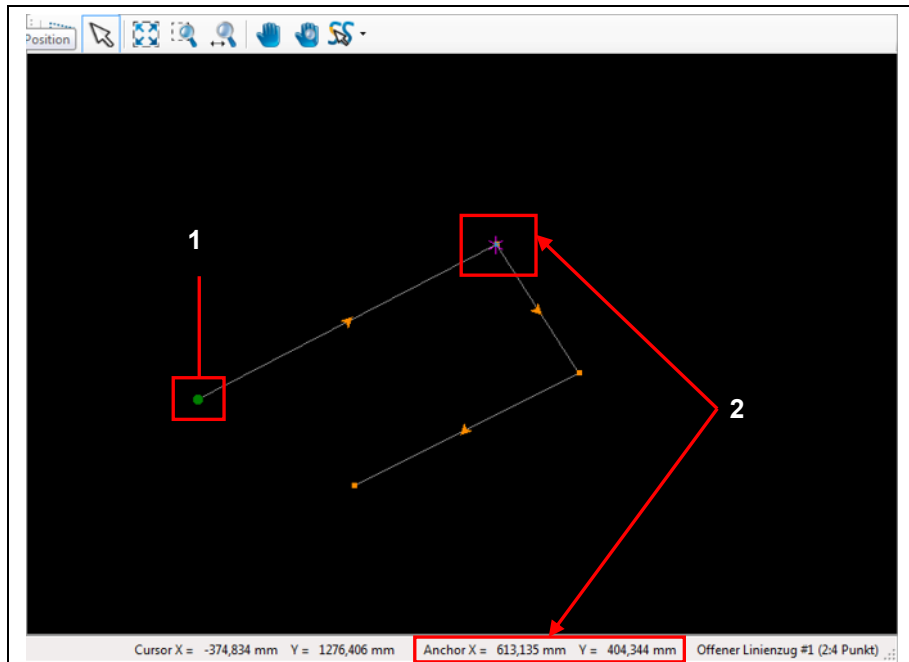 Position
1
2
Cursor X = -374,834 mm Y = 1276,406 mm Anchor X = 613,135 mm Y = 404,344 mm Offener Linienzug #1 (2:4 Punkt)